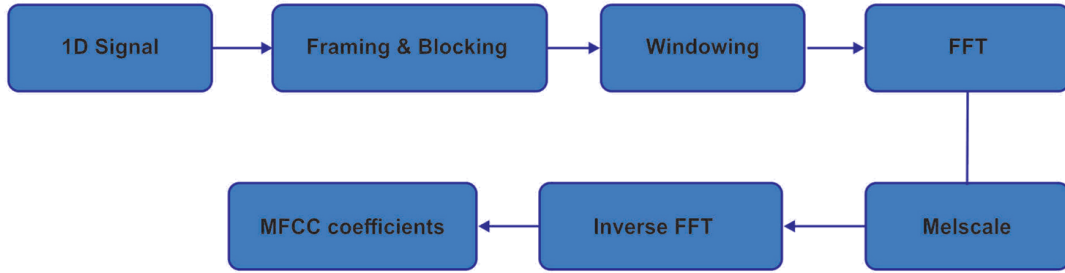 1D Signal
Framing & Blocking
Windowing
FFT
Melscale
Inverse FFT
MFCC coefficients